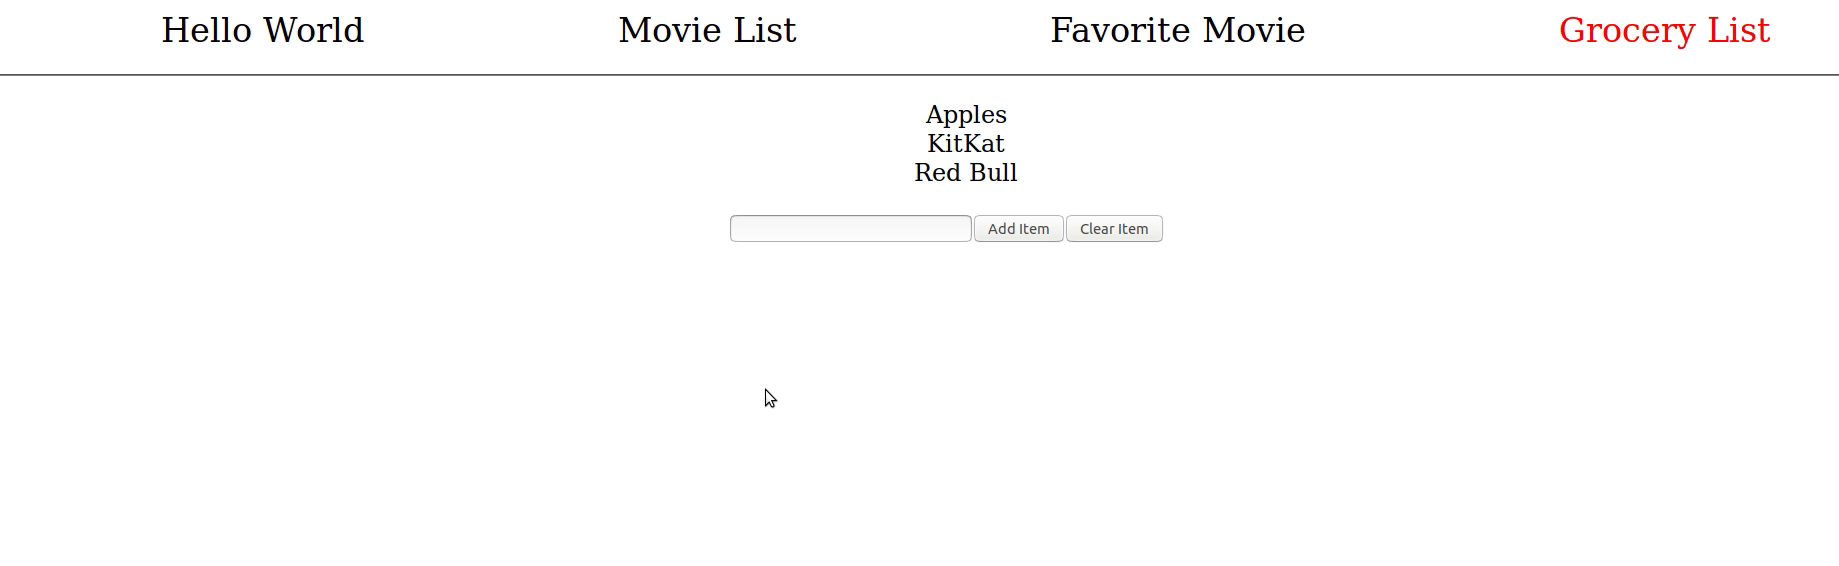 Hello World Movie List Favorite Movie Grocery List
Apples
KitKat
Red Bull
Add Item Clear Item